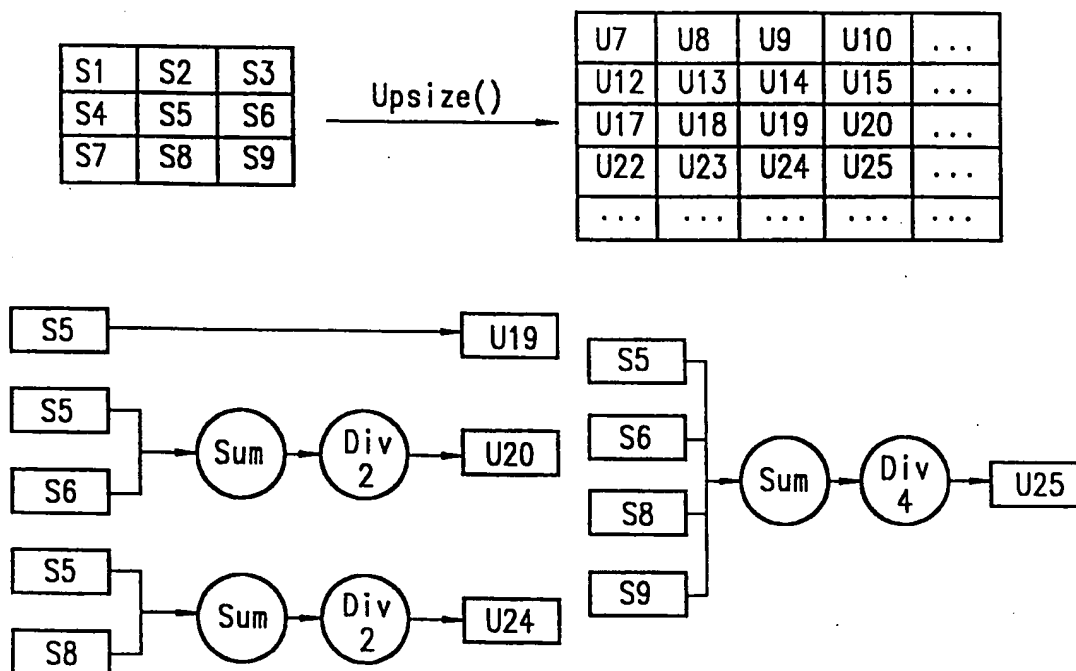 S1 S2 S3
S4 S5 S6
S7 S8 S9
Upsize()
U7 U8 U9 U10 ...
U12 U13 U14 U15 ...
U17 U18 U19 U20 ...
U22 U23 U24 U25 ...
... ... ... ... ...
S5
U19
S5
S6
Sum
Div
2
U20
S5
S8
Sum
Div
2
U24
S5
S6
S8
S9
Sum
Div
4
U25